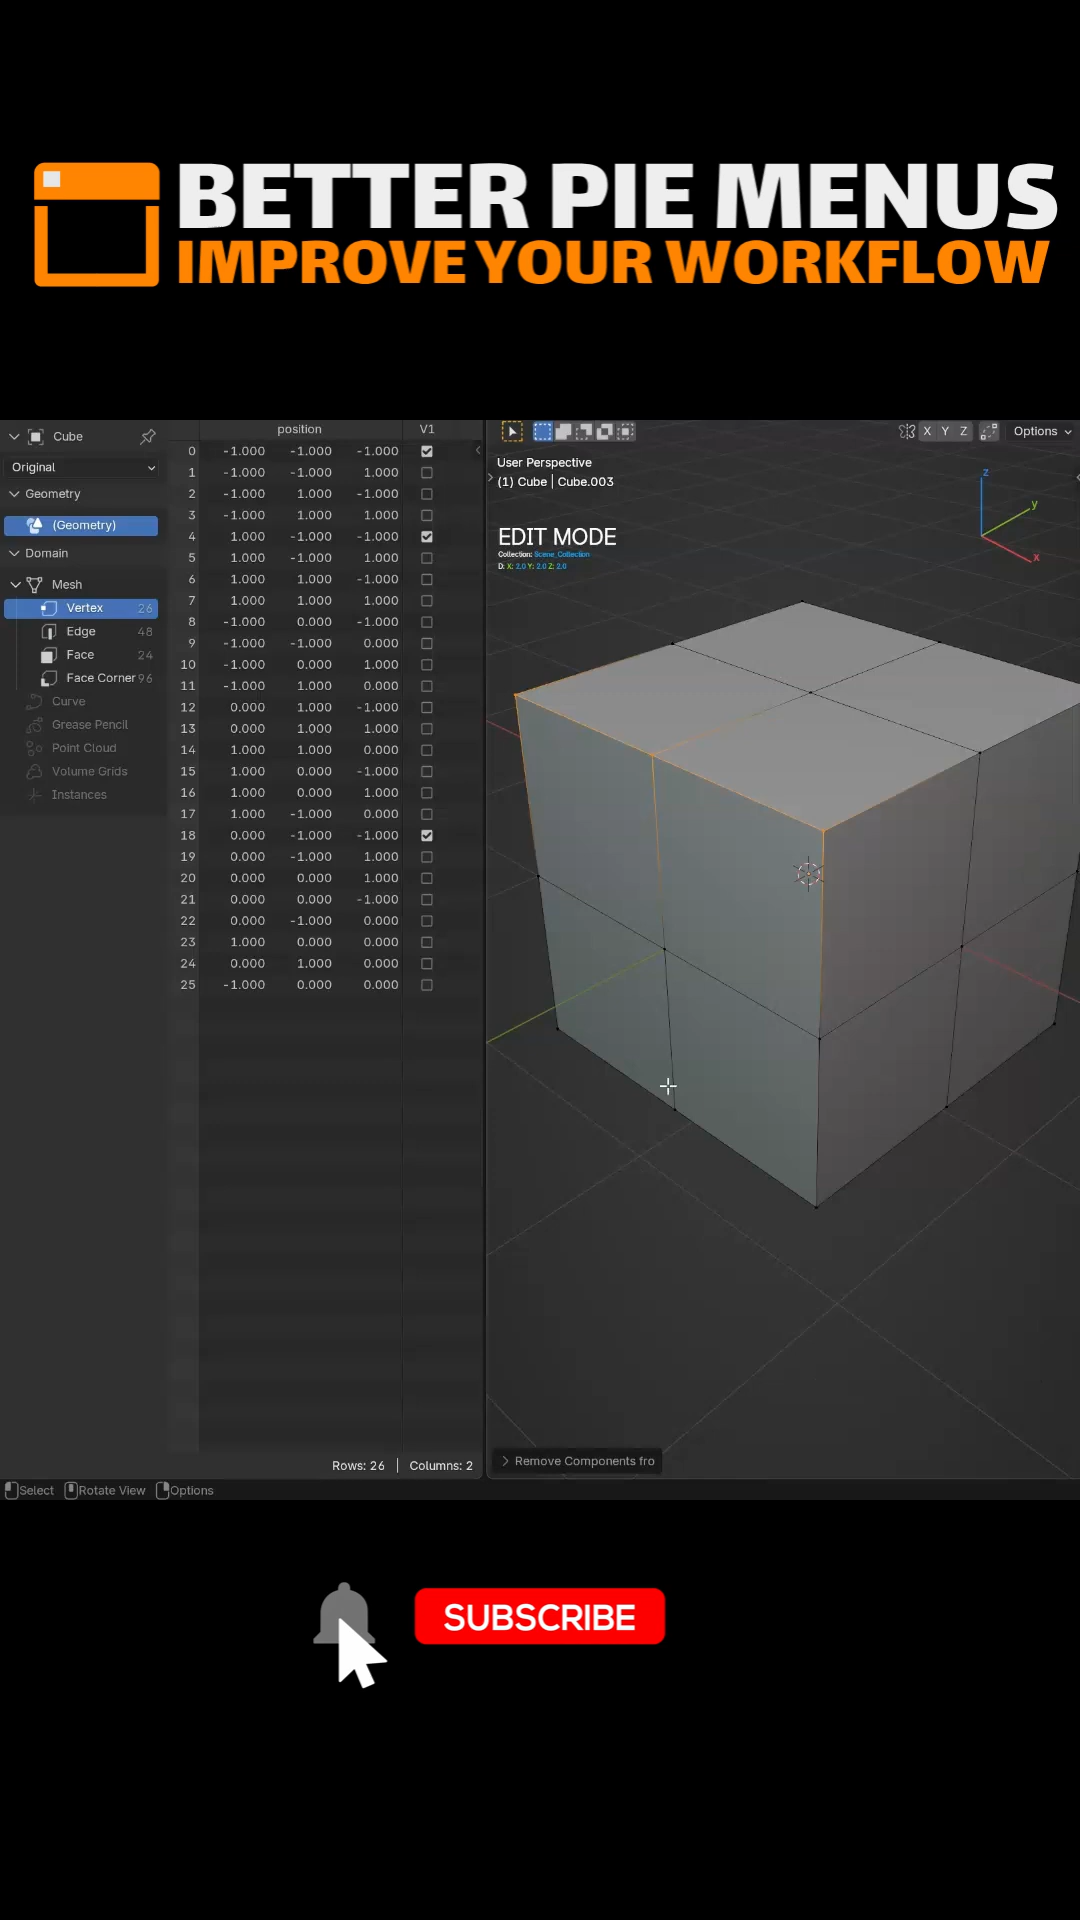 BETTER PIE MENUS
IMPROVE YOUR WORKFLOW
Cube
Original
Geometry
(Geometry)
Domain
Mesh
Vertex 26
Edge 48
Face 24
Face Corner 96
Curve
Grease Pencil
Point Cloud
Volume Grids
Instances
position V1
0 -1.000 -1.000 -1.000
1 -1.000 -1.000 1.000
2 -1.000 1.000 -1.000
3 -1.000 1.000 1.000
4 1.000 -1.000 -1.000
5 1.000 -1.000 1.000
6 1.000 1.000 -1.000
7 1.000 1.000 1.000
8 -1.000 0.000 -1.000
9 -1.000 -1.000 0.000
10 -1.000 0.000 1.000
11 -1.000 1.000 0.000
12 0.000 1.000 -1.000
13 0.000 1.000 1.000
14 1.000 1.000 0.000
15 1.000 0.000 -1.000
16 1.000 0.000 1.000
17 1.000 -1.000 0.000
18 0.000 -1.000 -1.000
19 0.000 -1.000 1.000
20 0.000 0.000 1.000
21 0.000 0.000 -1.000
22 0.000 -1.000 0.000
23 1.000 0.000 0.000
24 0.000 1.000 0.000
25 -1.000 0.000 0.000
Rows: 26 | Columns: 2
X Y Z Options
User Perspective
(1) Cube | Cube.003
EDIT MODE
Collection: Scene_Collection
D: X: 2.0 Y: 2.0 Z: 2.0
z
y
x
Remove Components fro
Select Rotate View Options
SUBSCRIBE